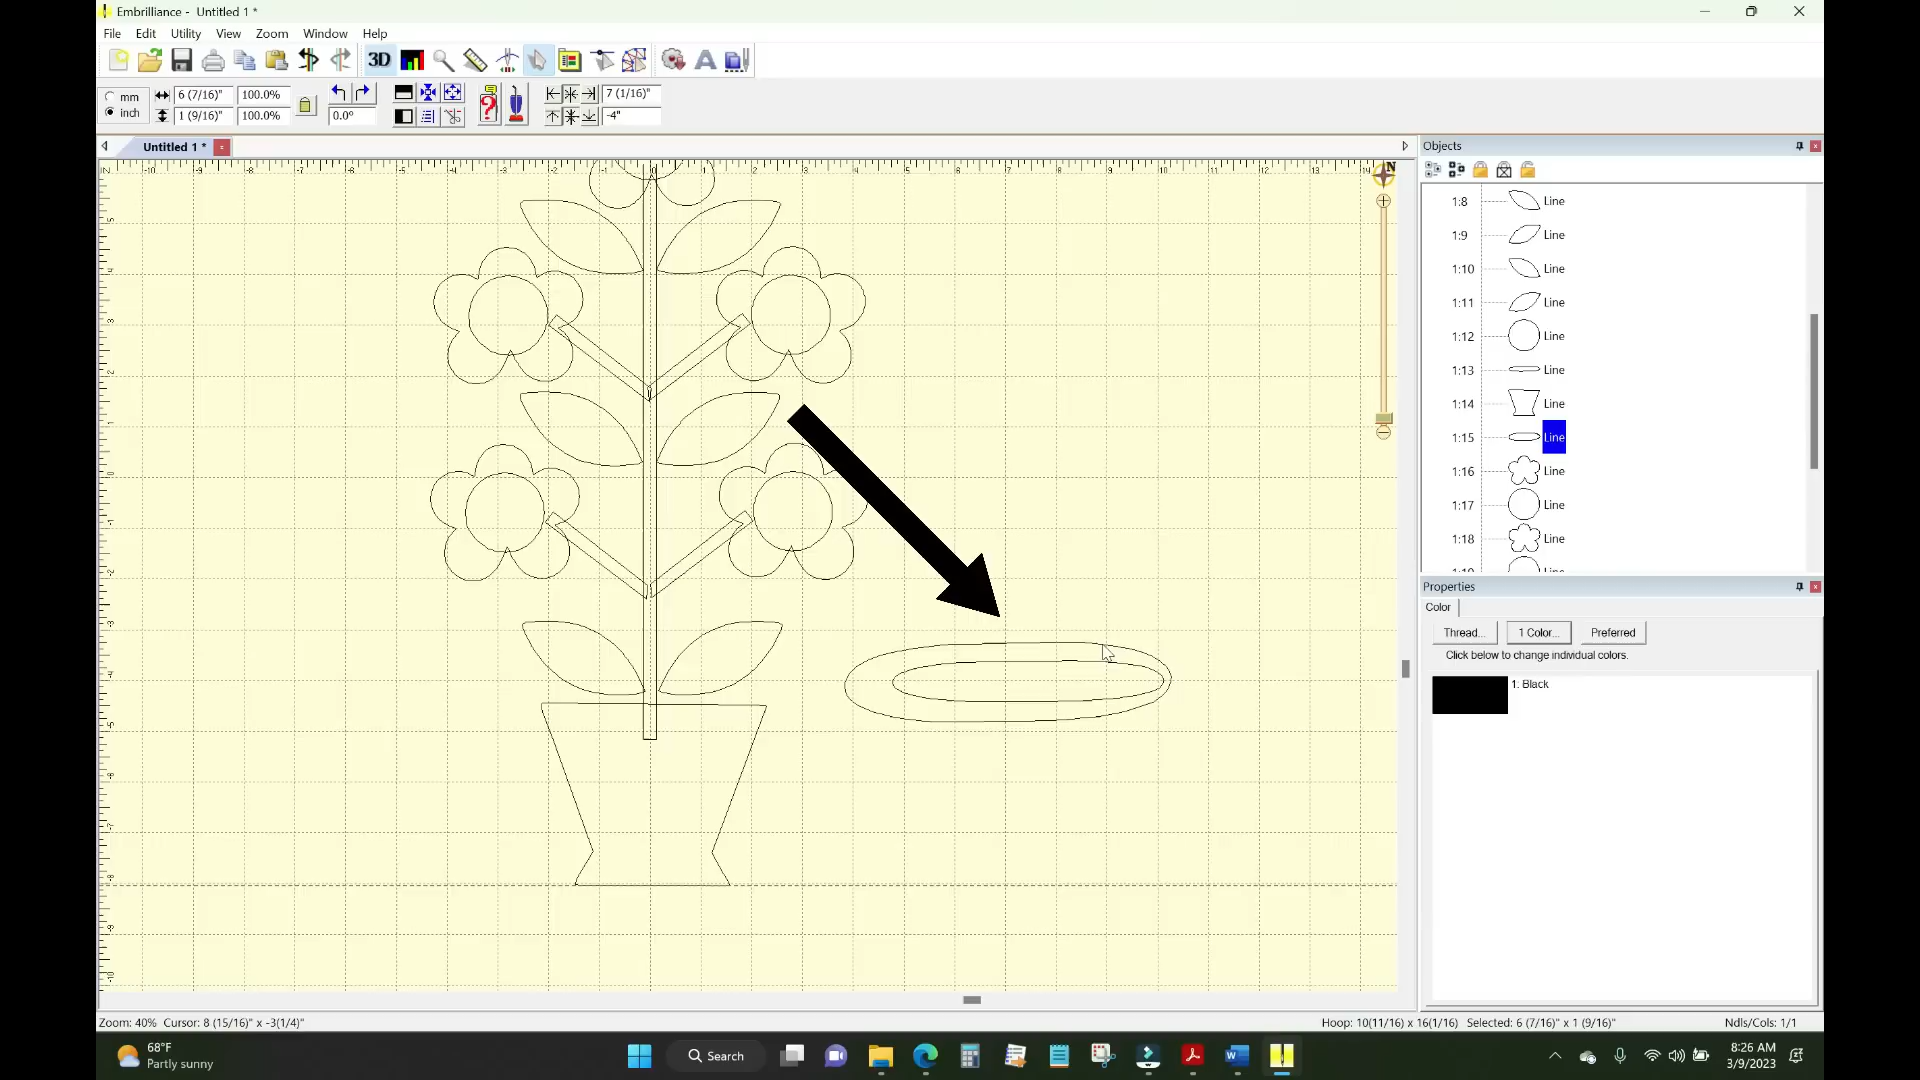 Embrilliance - Untitled 1 *
File Edit Utility View Zoom Window Help
3D
mm 6 (7/16)" 100.0% 7 (1/16)"
inch 1 (9/16)" 100.0% 0.0° -4"
Untitled 1 *
N
Objects
1:8 Line
1:9 Line
1:10 Line
1:11 Line
1:12 Line
1:13 Line
1:14 Line
1:15 Line
1:16 Line
1:17 Line
1:18 Line
Properties
Color
Thread... 1 Color... Preferred
Click below to change individual colors.
1: Black
Zoom: 40% Cursor: 8 (15/16)" x -3(1/4)" Hoop: 10(11/16) x 16(1/16) Selected: 6 (7/16)" x 1 (9/16)" Ndls/Cols: 1/1
68°F
Partly sunny
Search
8:26 AM
3/9/2023